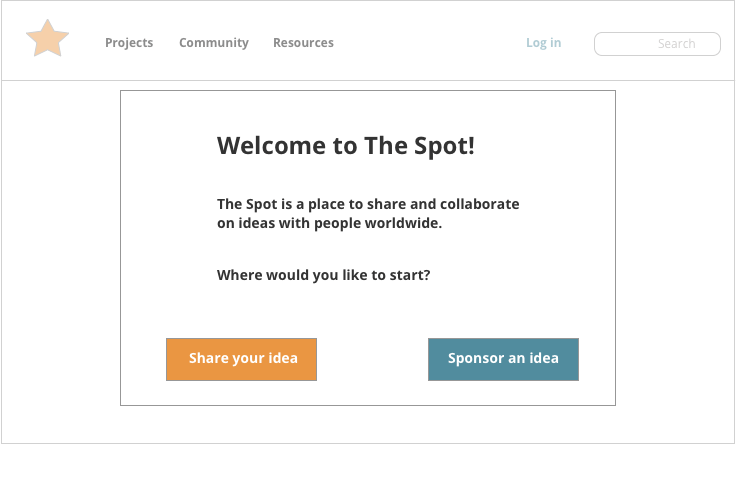 Projects Community Resources Log in Search
Welcome to The Spot!
The Spot is a place to share and collaborate
on ideas with people worldwide.
Where would you like to start?
Share your idea Sponsor an idea